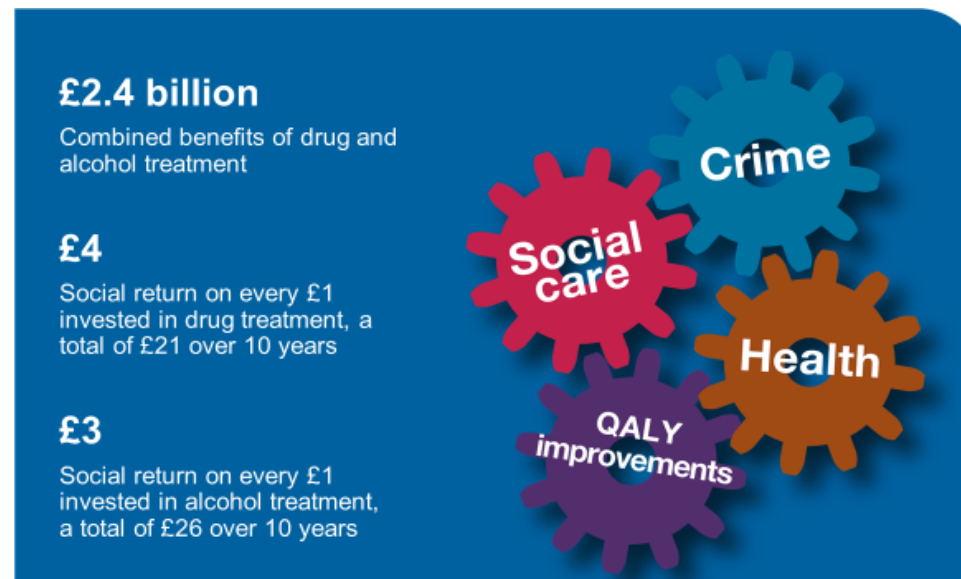 £2.4 billion
Combined benefits of drug and
alcohol treatment
£4
Social return on every £1
invested in drug treatment, a
total of £21 over 10 years
£3
Social return on every £1
invested in alcohol treatment,
a total of £26 over 10 years
Crime
Social
care
Health
QALY
improvements